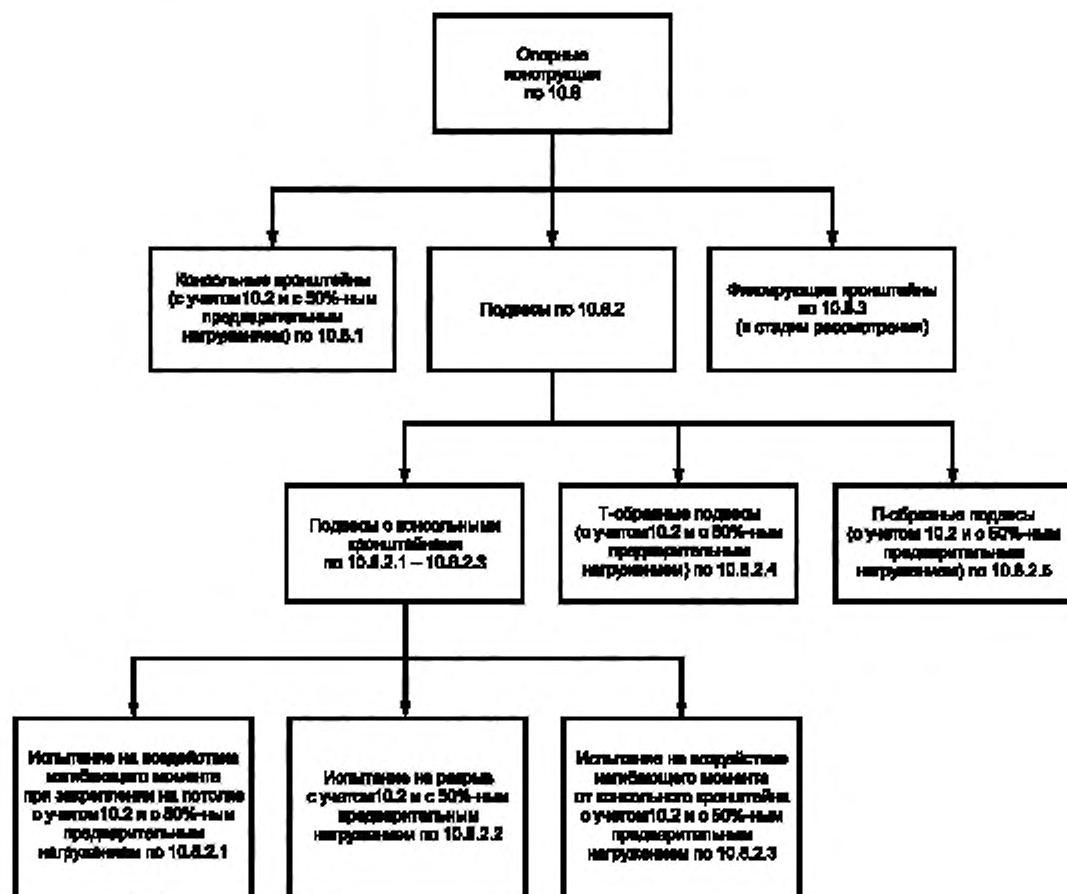 Опорные
конструкции
по 10.8
Консольные кронштейны
(с учетом 10.2 и с 50%-ным
предварительным
нагружением) по 10.8.1
Подвесы по 10.8.2
Фиксирующие кронштейны
по 10.8.3
(в стадии рассмотрения)
Подвесы с консольными
кронштейнами
по 10.8.2.1 – 10.8.2.3
Т-образные подвесы
(с учетом 10.2 и с 50%-ным
предварительным
нагружением) по 10.8.2.4
П-образные подвесы
(с учетом 10.2 и с 50%-ным
предварительным
нагружением) по 10.8.2.5
Испытание на воздействие
изгибающего момента
при закреплении на потолке
с учетом 10.2 и с 50%-ным
предварительным
нагружением по 10.8.2.1
Испытание на разрыв
с учетом 10.2 и с 50%-ным
предварительным
нагружением по 10.8.2.2
Испытание на воздействие
изгибающего момента
от консольного кронштейна
с учетом 10.2 и с 50%-ным
предварительным
нагружением по 10.8.2.3